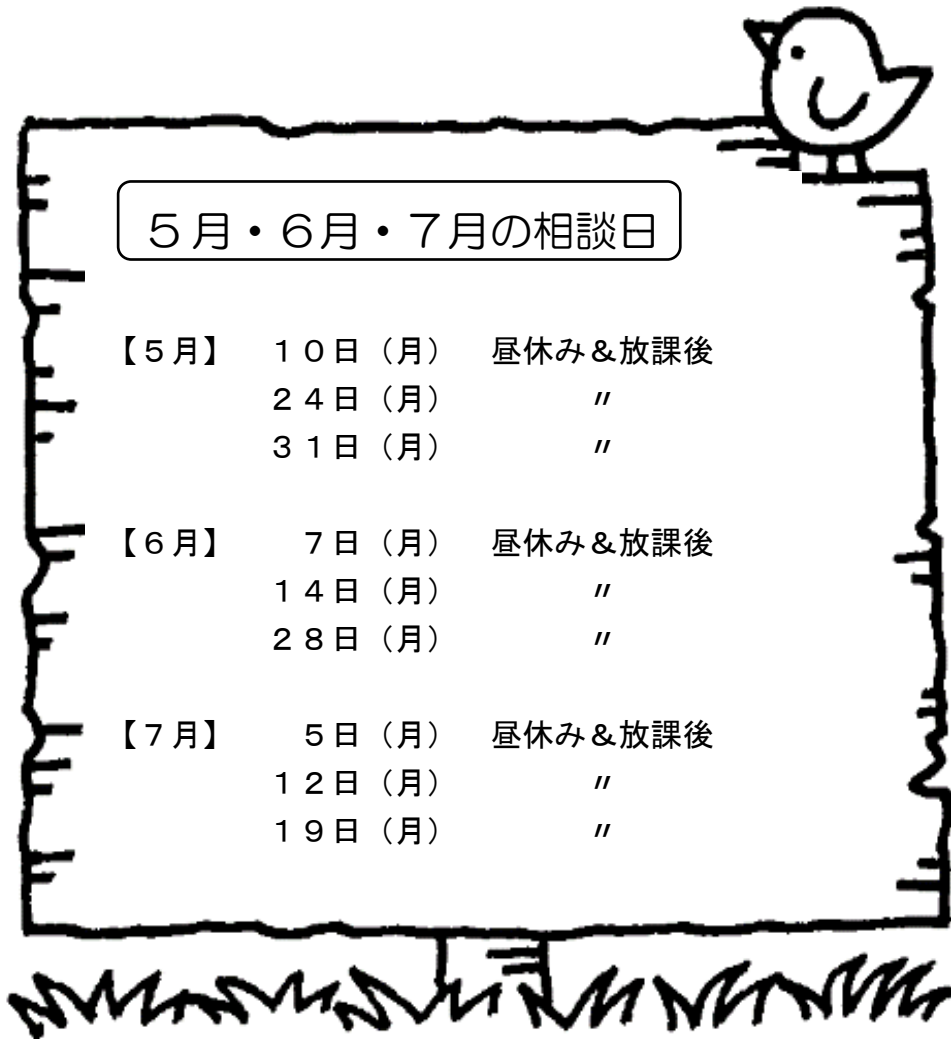 ５月・６月・７月の相談日
【５月】　１０日（月）　昼休み＆放課後
２４日（月）　〃
３１日（月）　〃
【６月】　７日（月）　昼休み＆放課後
１４日（月）　〃
２８日（月）　〃
【７月】　５日（月）　昼休み＆放課後
１２日（月）　〃
１９日（月）　〃